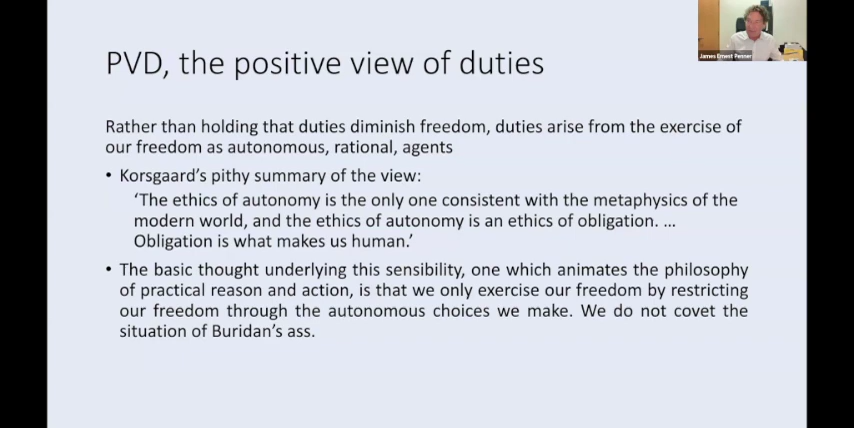 PVD, the positive view of duties
James Ernest Penner
Rather than holding that duties diminish freedom, duties arise from the exercise of
our freedom as autonomous, rational, agents
• Korsgaard's pithy summary of the view:
'The ethics of autonomy is the only one consistent with the metaphysics of the
modern world, and the ethics of autonomy is an ethics of obligation. ...
Obligation is what makes us human.'
• The basic thought underlying this sensibility, one which animates the philosophy
of practical reason and action, is that we only exercise our freedom by restricting
our freedom through the autonomous choices we make. We do not covet the
situation of Buridan's ass.